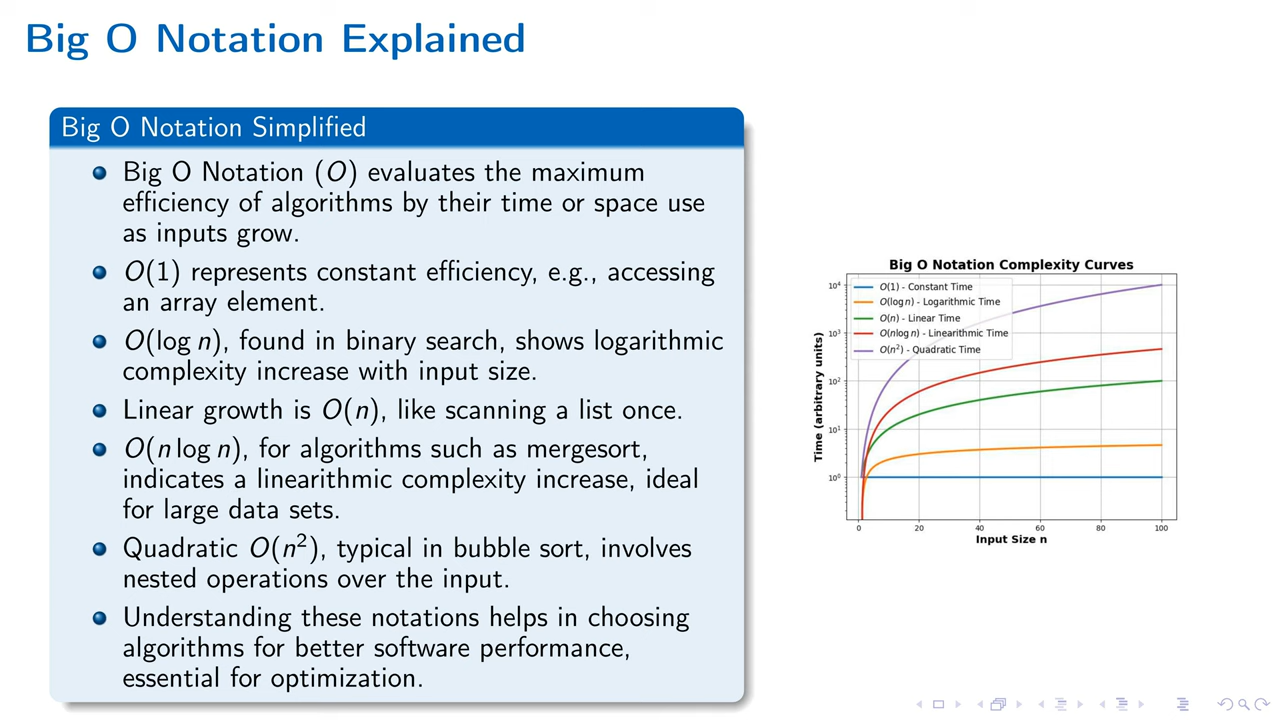 Big O Notation Explained
Big O Notation Simplified
Big O Notation (O) evaluates the maximum
efficiency of algorithms by their time or space use
as inputs grow.
O(1) represents constant efficiency, e.g., accessing
an array element.
O(log n), found in binary search, shows logarithmic
complexity increase with input size.
Linear growth is O(n), like scanning a list once.
O(n log n), for algorithms such as mergesort,
indicates a linearithmic complexity increase, ideal
for large data sets.
Quadratic O(n²), typical in bubble sort, involves
nested operations over the input.
Understanding these notations helps in choosing
algorithms for better software performance,
essential for optimization.
Big O Notation Complexity Curves
O(1) - Constant Time
O(log n) - Logarithmic Time
O(n) - Linear Time
O(nlog n) - Linearithmic Time
O(n²) - Quadratic Time
Time (arbitrary units)
10⁴
10³
10²
10¹
10⁰
0 20 40 60 80 100
Input Size n